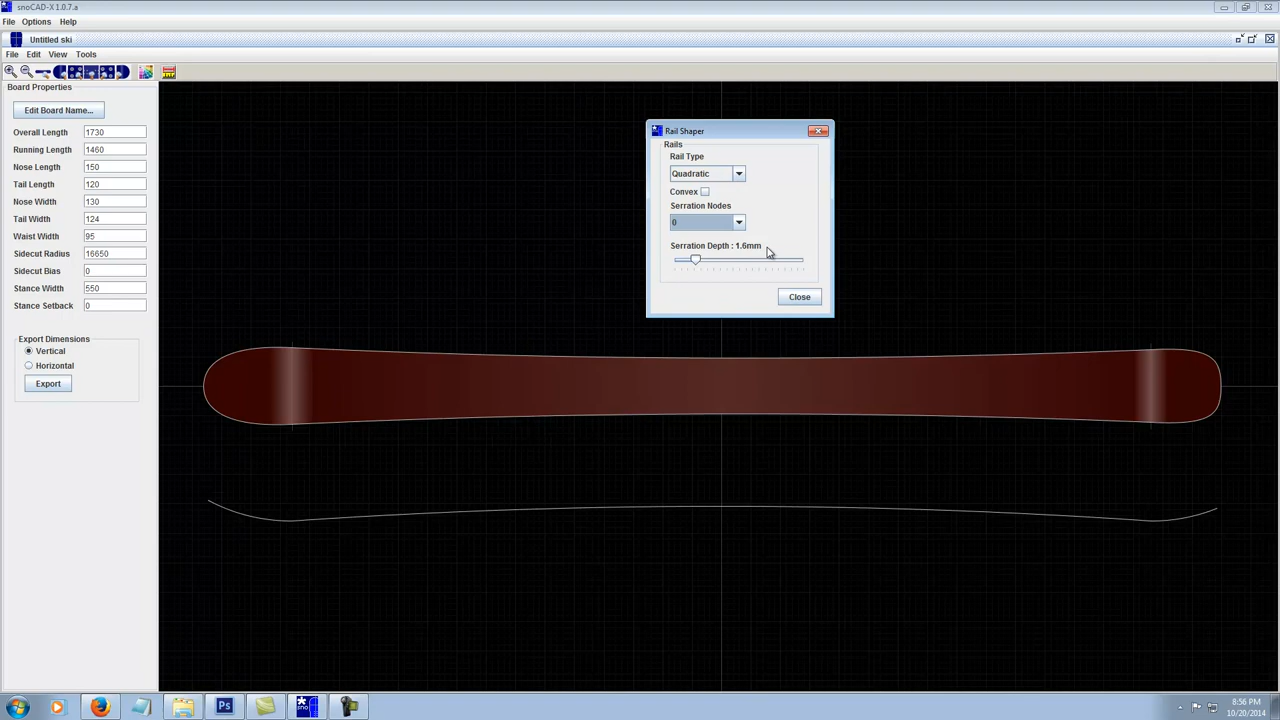 snoCAD-X 1.0.7.a
File Options Help
Untitled ski
File Edit View Tools
Board Properties
Edit Board Name...
Overall Length 1730
Running Length 1460
Nose Length 150
Tail Length 120
Nose Width 130
Tail Width 124
Waist Width 95
Sidecut Radius 16650
Sidecut Bias 0
Stance Width 550
Stance Setback 0
Export Dimensions
Vertical
Horizontal
Export
Rail Shaper
Rails
Rail Type
Quadratic
Convex
Serration Nodes
0
Serration Depth : 1.6mm
Close
Ps
sno
8:56 PM
10/20/2014